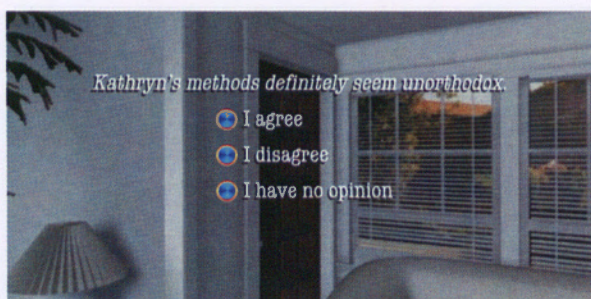 Kathryn's methods definitely seem unorthodox.
I agree
I disagree
I have no opinion